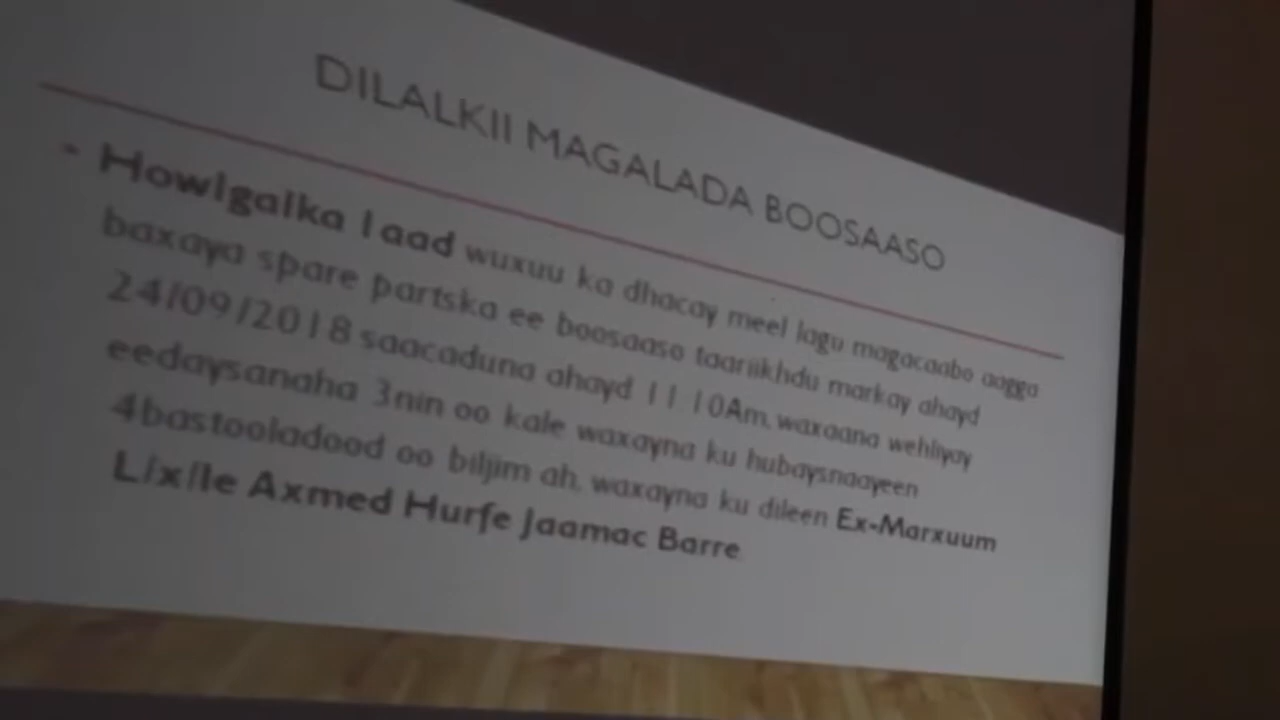 DILALKII MAGALADA BOOSAASO
- Howlgalka 1aad wuxuu ka dhacay meel lagu magacaabo aagga
baxaya spare partska ee boosaaso taariikhdu markay ahayd
24/09/2018 saacaduna ahayd 11:10Am, waxaana wehliyay
eedaysanaha 3nin oo kale waxayna ku hubaysnaayeen
4bastooladood oo biljim ah, waxayna ku dileen Ex-Marxuum
L/x/le Axmed Hurfe Jaamac Barre